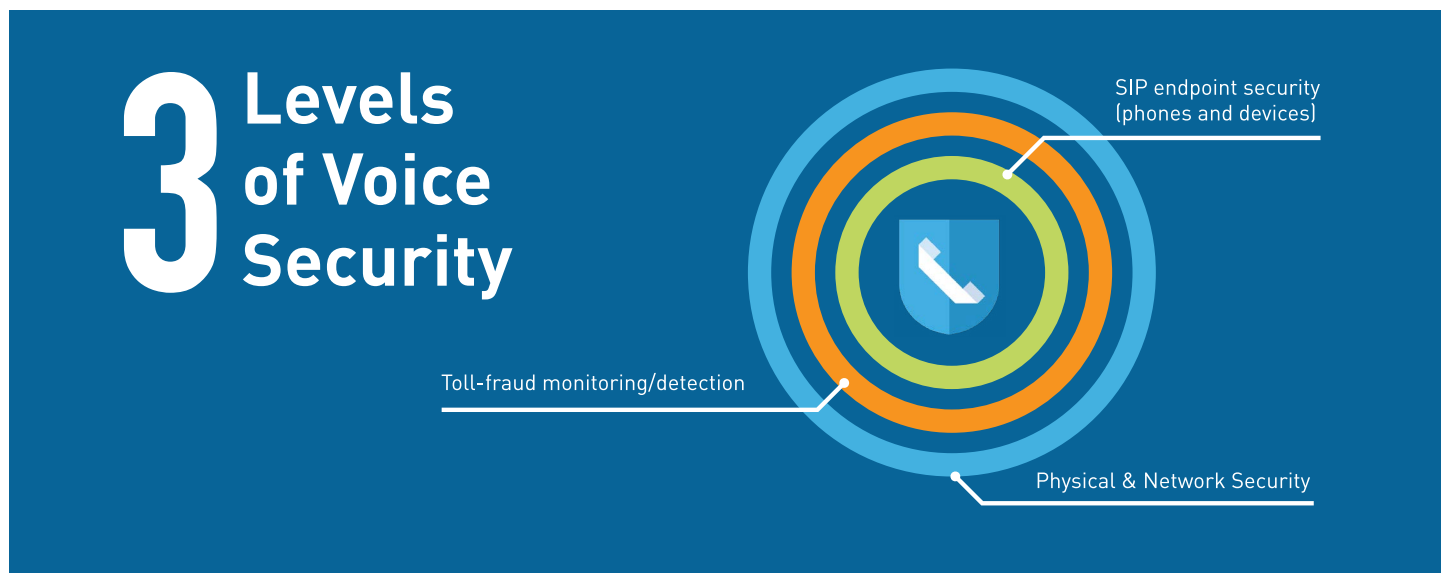 3 Levels
of Voice
Security
SIP endpoint security
(phones and devices)
Toll-fraud monitoring/detection
Physical & Network Security